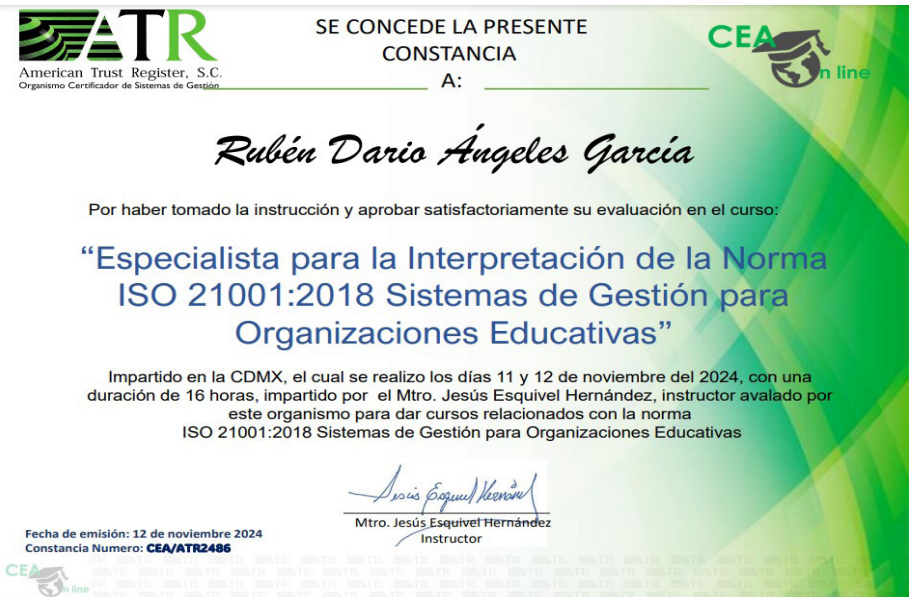 ATR
American Trust Register, S.C.
Organismo Certificador de Sistemas de Gestión
SE CONCEDE LA PRESENTE
CONSTANCIA
A:
CEA
n line
Rubén Dario Ángeles García
Por haber tomado la instrucción y aprobar satisfactoriamente su evaluación en el curso:
“Especialista para la Interpretación de la Norma
ISO 21001:2018 Sistemas de Gestión para
Organizaciones Educativas”
Impartido en la CDMX, el cual se realizo los días 11 y 12 de noviembre del 2024, con una
duración de 16 horas, impartido por el Mtro. Jesús Esquivel Hernández, instructor avalado por
este organismo para dar cursos relacionados con la norma
ISO 21001:2018 Sistemas de Gestión para Organizaciones Educativas
Jesús Esquivel Hernández
Mtro. Jesús Esquivel Hernández
Instructor
Fecha de emisión: 12 de noviembre 2024
Constancia Numero: CEA/ATR2486
CEA
n line